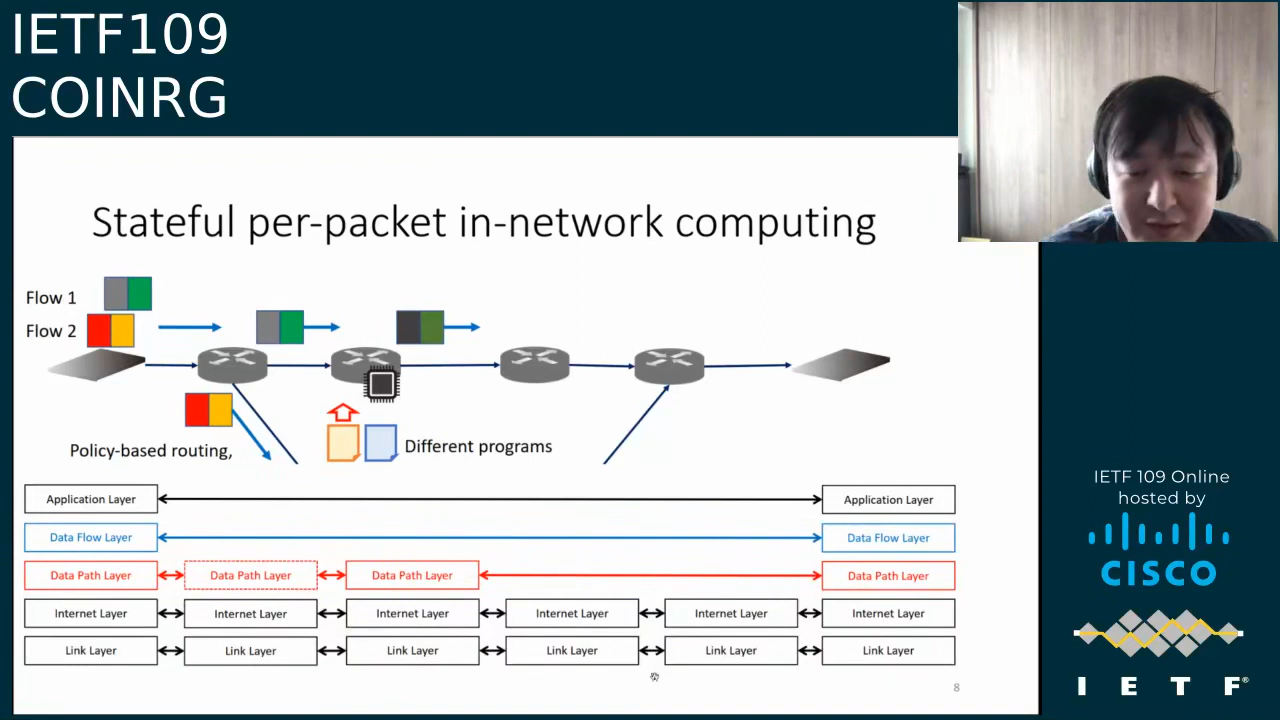 IETF109
COINRG
Stateful per-packet in-network computing
Flow 1
Flow 2
Policy-based routing,
Different programs
Application Layer Application Layer
Data Flow Layer Data Flow Layer
Data Path Layer Data Path Layer Data Path Layer Data Path Layer
Internet Layer Internet Layer Internet Layer Internet Layer Internet Layer Internet Layer
Link Layer Link Layer Link Layer Link Layer Link Layer Link Layer
8
IETF 109 Online
hosted by
CISCO
I E T F®